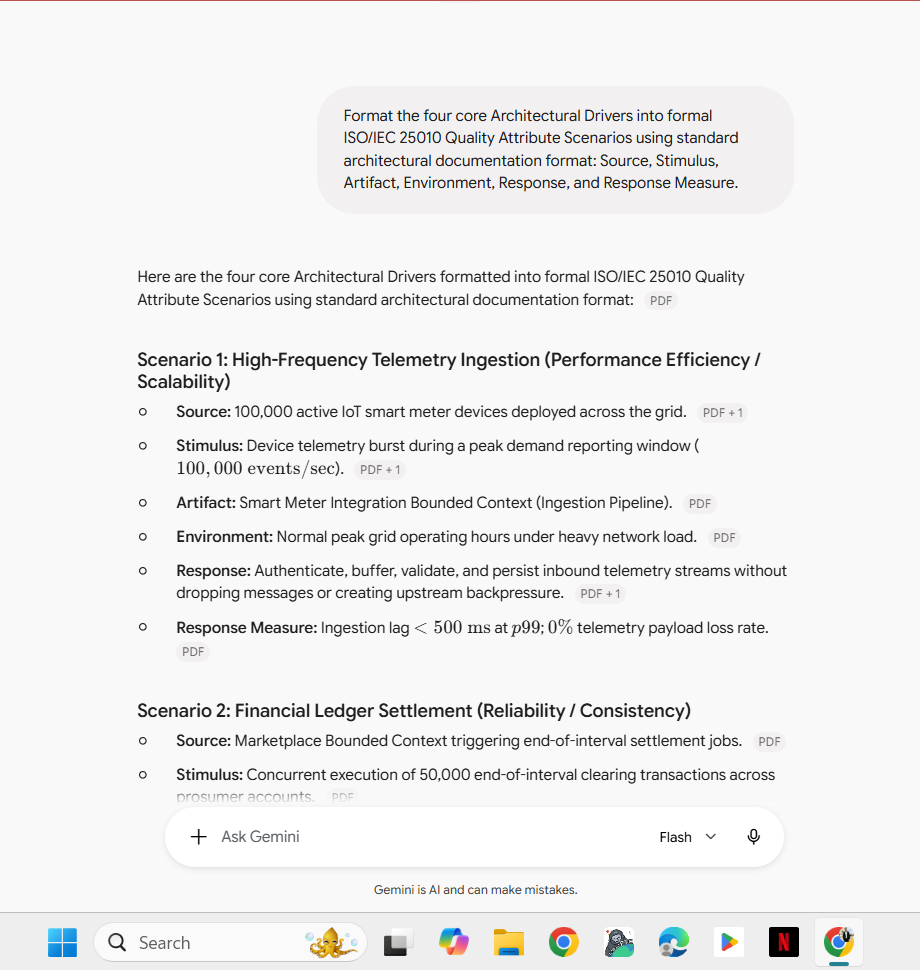 Format the four core Architectural Drivers into formal
ISO/IEC 25010 Quality Attribute Scenarios using standard
architectural documentation format: Source, Stimulus,
Artifact, Environment, Response, and Response Measure.
Here are the four core Architectural Drivers formatted into formal ISO/IEC 25010 Quality
Attribute Scenarios using standard architectural documentation format: PDF
Scenario 1: High-Frequency Telemetry Ingestion (Performance Efficiency /
Scalability)
Source: 100,000 active IoT smart meter devices deployed across the grid. PDF + 1
Stimulus: Device telemetry burst during a peak demand reporting window (
100, 000 events/sec). PDF + 1
Artifact: Smart Meter Integration Bounded Context (Ingestion Pipeline). PDF
Environment: Normal peak grid operating hours under heavy network load. PDF
Response: Authenticate, buffer, validate, and persist inbound telemetry streams without
dropping messages or creating upstream backpressure. PDF + 1
Response Measure: Ingestion lag < 500 ms at p99; 0% telemetry payload loss rate.
PDF
Scenario 2: Financial Ledger Settlement (Reliability / Consistency)
Source: Marketplace Bounded Context triggering end-of-interval settlement jobs. PDF
Stimulus: Concurrent execution of 50,000 end-of-interval clearing transactions across
prosumer accounts. PDF
Ask Gemini
Flash
Gemini is AI and can make mistakes.
Search
N